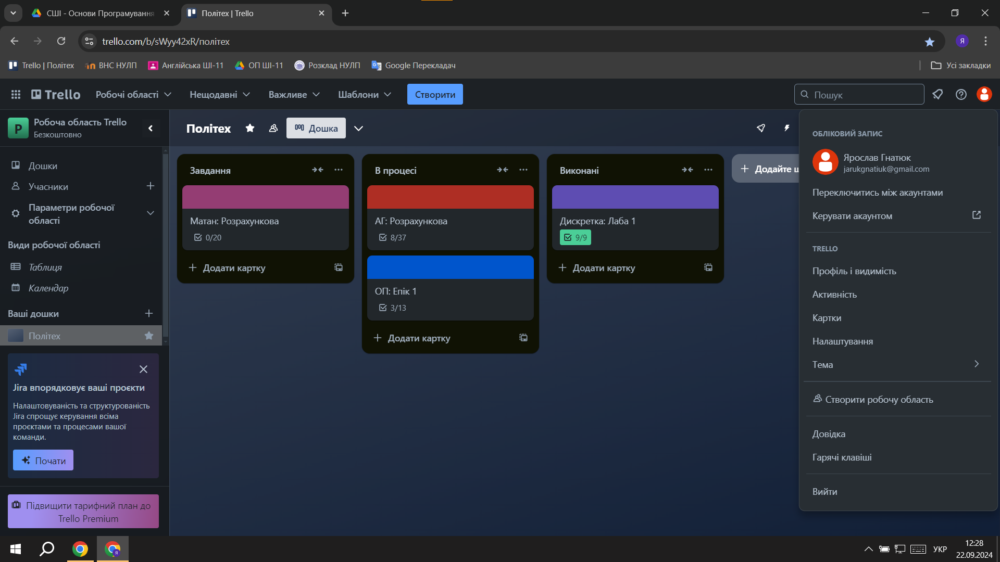 СШІ - Основи Програмування
Політех | Trello
trello.com/b/sWyy42xR/політех
Я
Trello | Політех
ВНС НУЛП
Англійська ШІ-11
ОП ШІ-11
Розклад НУЛП
Google Перекладач
Усі закладки
Trello
Робочі області
Нещодавні
Важливе
Шаблони
Створити
Пошук
P
Робоча область Trello
Безкоштовно
Дошки
Учасники
Параметри робочої
області
Види робочої області
Таблиця
Календар
Ваші дошки
Політех
Jira впорядковує ваші проєкти
Налаштовуваність та структурованість
Jira спрощує керування всіма
проєктами та процесами вашої
команди.
Почати
Підвищити тарифний план до
Trello Premium
Політех
Дошка
Завдання
Матан: Розрахункова
0/20
Додати картку
В процесі
АГ: Розрахункова
8/37
ОП: Епік 1
3/13
Додати картку
Виконані
Дискретка: Лаба 1
9/9
Додати картку
Додайте щ
ОБЛІКОВИЙ ЗАПИС
Ярослав Гнатюк
jarukgnatiuk@gmail.com
Переключитись між акаунтами
Керувати акаунтом
TRELLO
Профіль і видимість
Активність
Картки
Налаштування
Тема
Створити робочу область
Довідка
Гарячі клавіші
Вийти
УКР
12:28
22.09.2024